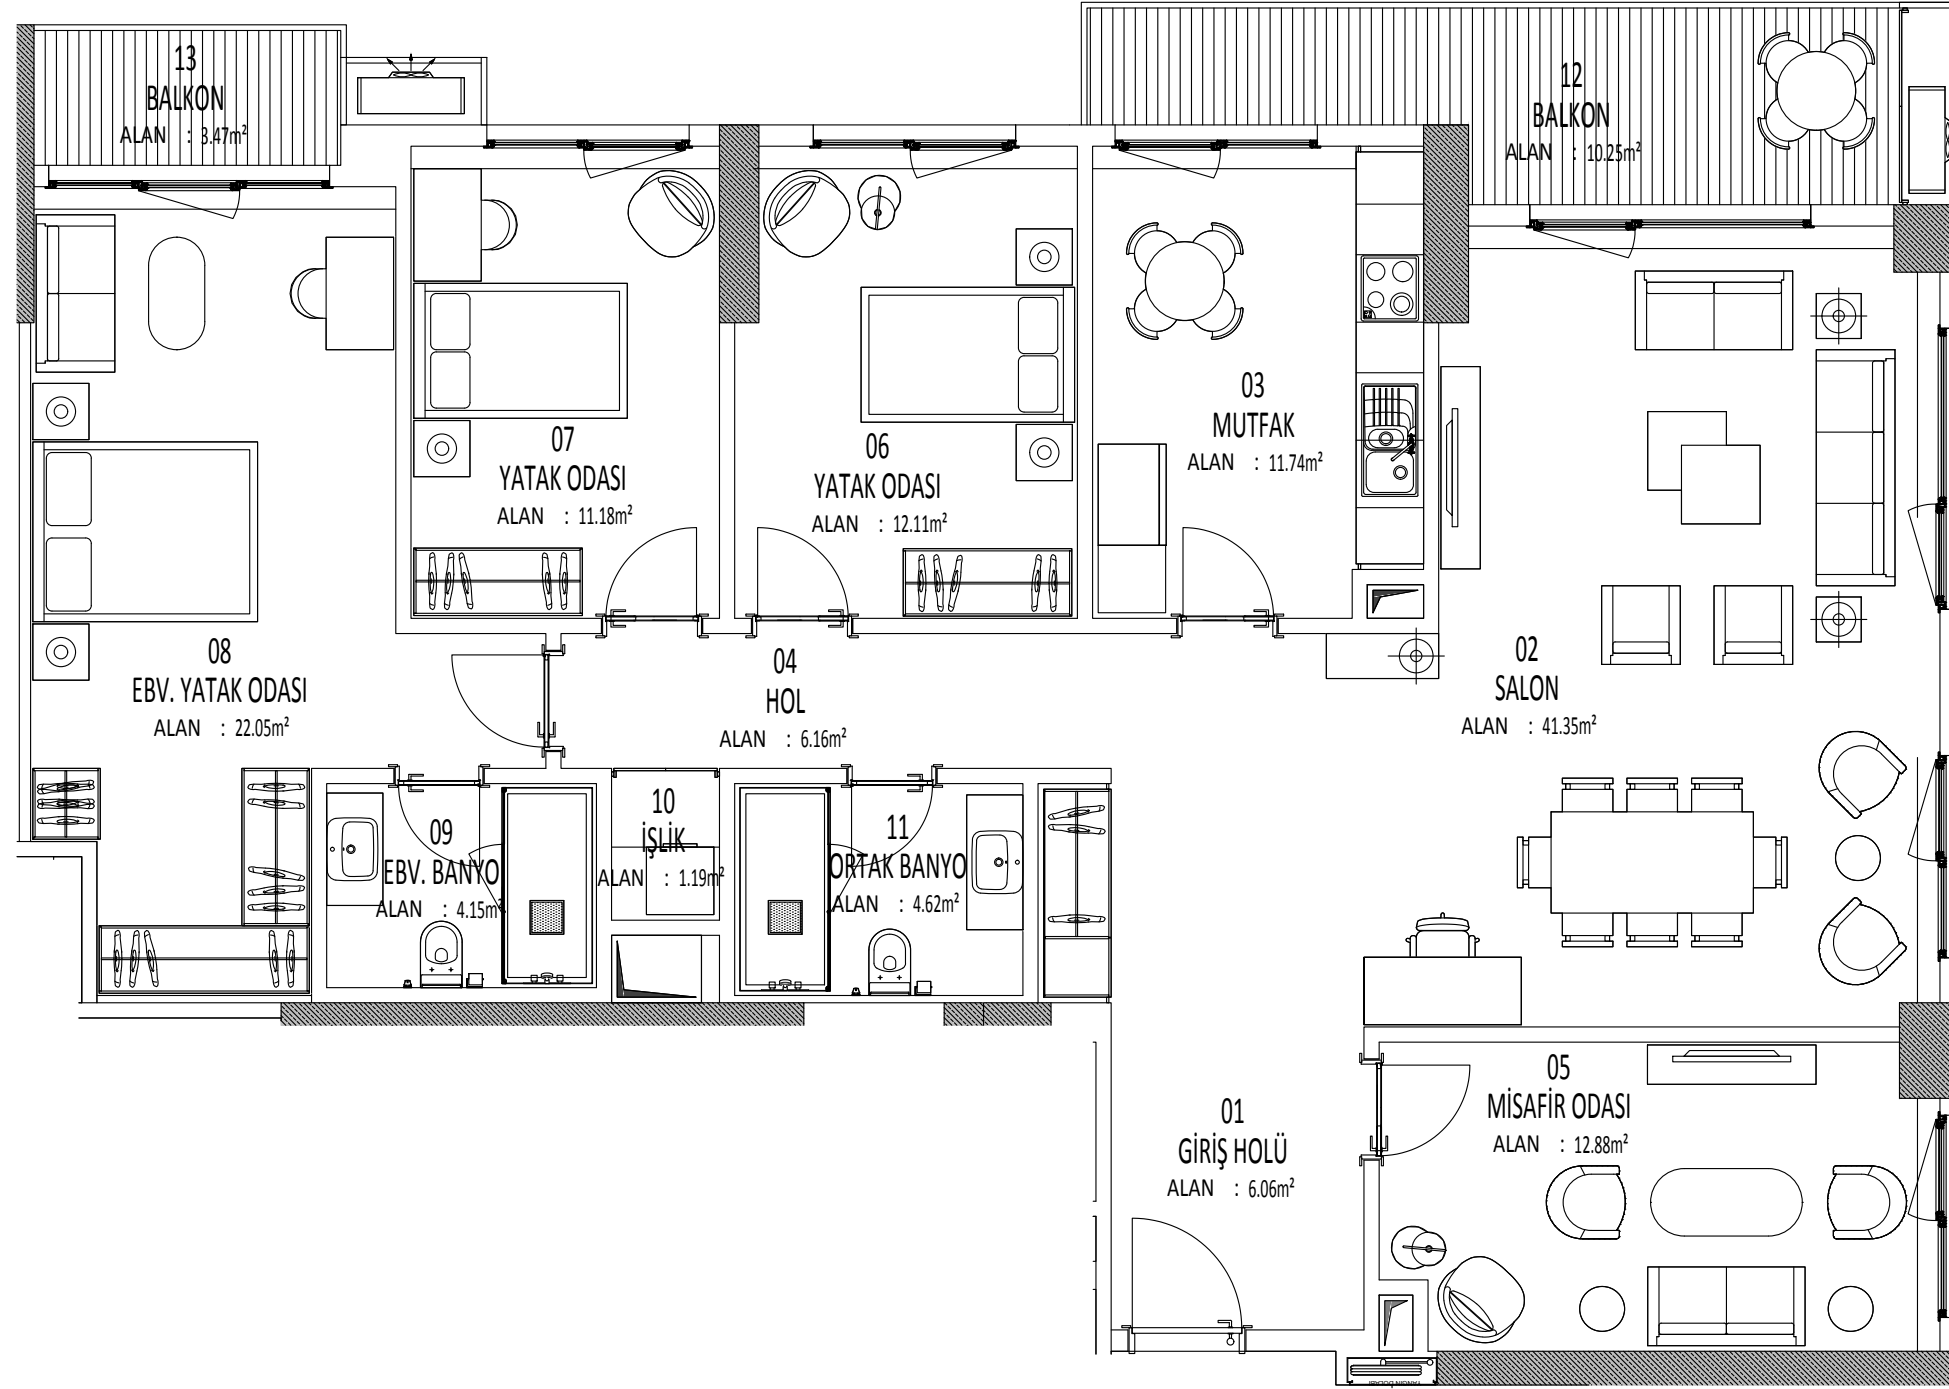 13
BALKON
ALAN : 3.47m²
12
BALKON
ALAN : 10.25m²
03
MUTFAK
ALAN : 11.74m²
07
YATAK ODASI
ALAN : 11.18m²
06
YATAK ODASI
ALAN : 12.11m²
08
EBV. YATAK ODASI
ALAN : 22.05m²
04
HOL
ALAN : 6.16m²
02
SALON
ALAN : 41.35m²
09
EBV. BANYO
ALAN : 4.15m²
10
İŞLİK
ALAN : 1.19m²
11
ORTAK BANYO
ALAN : 4.62m²
05
MİSAFİR ODASI
ALAN : 12.88m²
01
GİRİŞ HOLÜ
ALAN : 6.06m²
YANGIN DOLABI